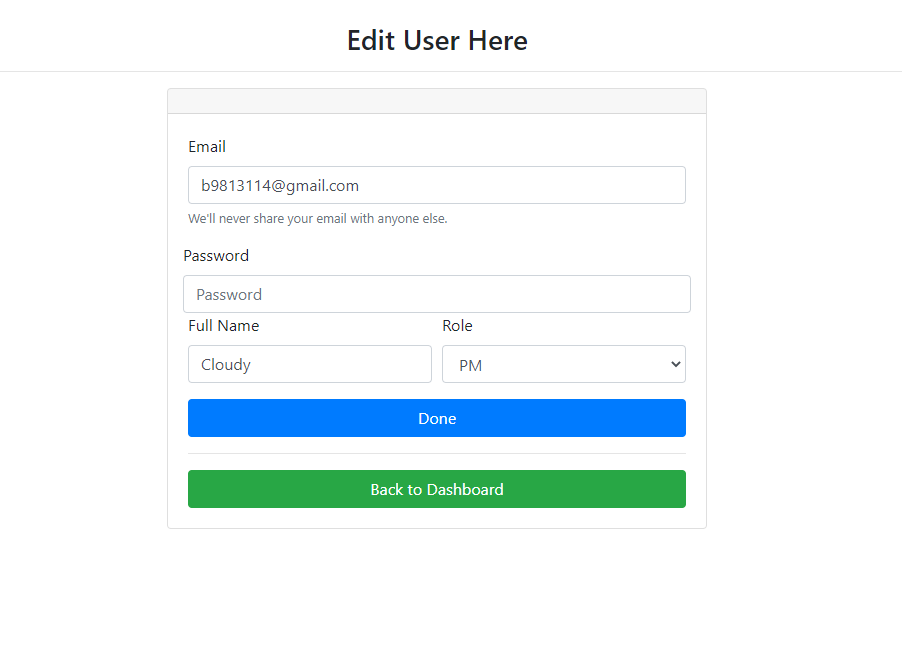 Edit User Here
Email
b9813114@gmail.com
We'll never share your email with anyone else.
Password
Password
Full Name Role
Cloudy PM
Done
Back to Dashboard